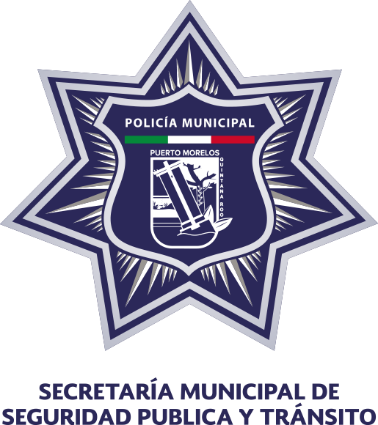 POLICÍA MUNICIPAL
PUERTO MORELOS
QUINTANA ROO
SECRETARÍA MUNICIPAL DE
SEGURIDAD PUBLICA Y TRÁNSITO